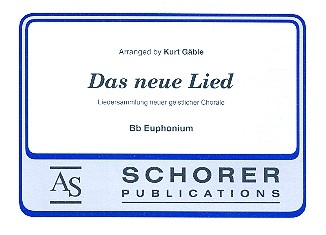 Arranged by Kurt Gäble
Das neue Lied
Liedersammlung neuer geistlicher Choräle
Bb Euphonium
AS
SCHORER
PUBLICATIONS